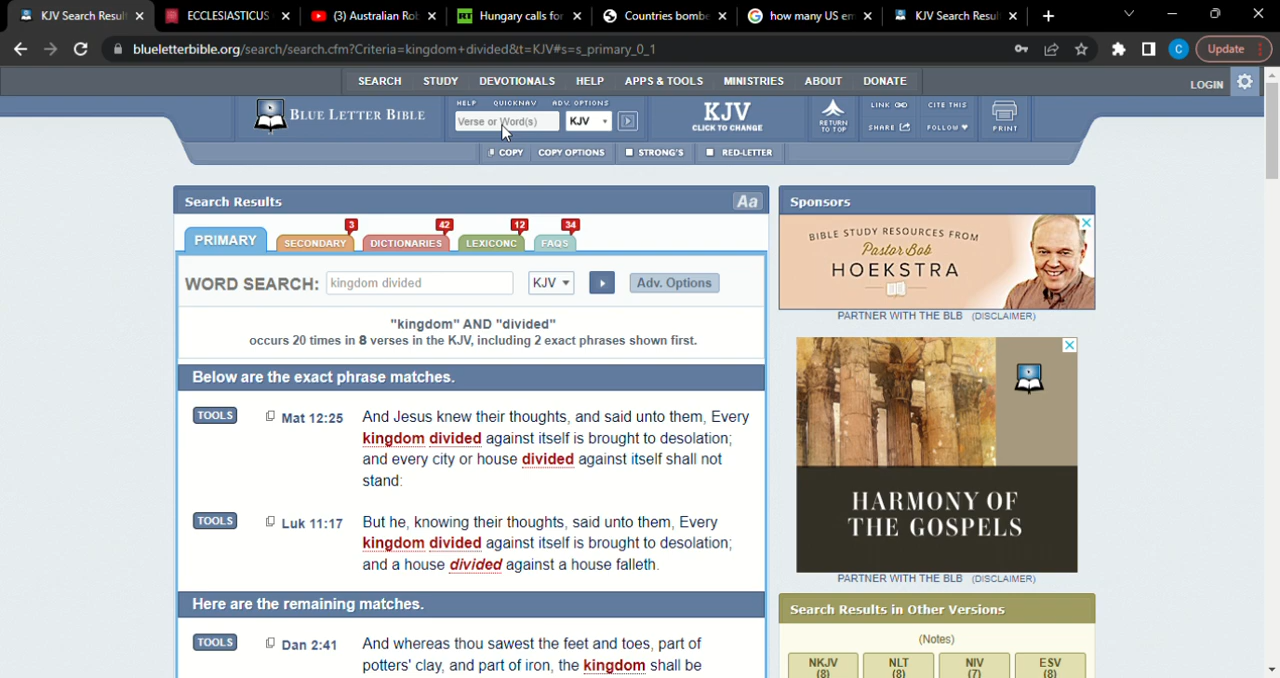 KJV Search Resul
ECCLESIASTICUS
(3) Australian Ro
Hungary calls for
Countries bombe
how many US em
KJV Search Resul
blueletterbible.org/search/search.cfm?Criteria=kingdom+divided&t=KJV#s=s_primary_0_1
C
Update
SEARCH STUDY DEVOTIONALS HELP APPS & TOOLS MINISTRIES ABOUT DONATE
LOGIN
BLUE LETTER BIBLE
HELP QUICKNAV ADV. OPTIONS
Verse or Word(s) KJV
KJV
CLICK TO CHANGE
RETURN
TO TOP
LINK CITE THIS
SHARE FOLLOW
PRINT
COPY COPY OPTIONS STRONG'S RED-LETTER
Search Results Aa
PRIMARY
SECONDARY 3
DICTIONARIES 42
LEXICONC 12
FAQS 34
WORD SEARCH: kingdom divided KJV Adv. Options
"kingdom" AND "divided"
occurs 20 times in 8 verses in the KJV, including 2 exact phrases shown first.
Below are the exact phrase matches.
TOOLS Mat 12:25 And Jesus knew their thoughts, and said unto them, Every
kingdom divided against itself is brought to desolation;
and every city or house divided against itself shall not
stand:
TOOLS Luk 11:17 But he, knowing their thoughts, said unto them, Every
kingdom divided against itself is brought to desolation;
and a house divided against a house falleth.
Here are the remaining matches.
TOOLS Dan 2:41 And whereas thou sawest the feet and toes, part of
potters' clay, and part of iron, the kingdom shall be
Sponsors
BIBLE STUDY RESOURCES FROM
Pastor Bob
HOEKSTRA
PARTNER WITH THE BLB (DISCLAIMER)
HARMONY OF
THE GOSPELS
PARTNER WITH THE BLB (DISCLAIMER)
Search Results in Other Versions
(Notes)
NKJV NLT NIV ESV
(8) (8) (7) (8)